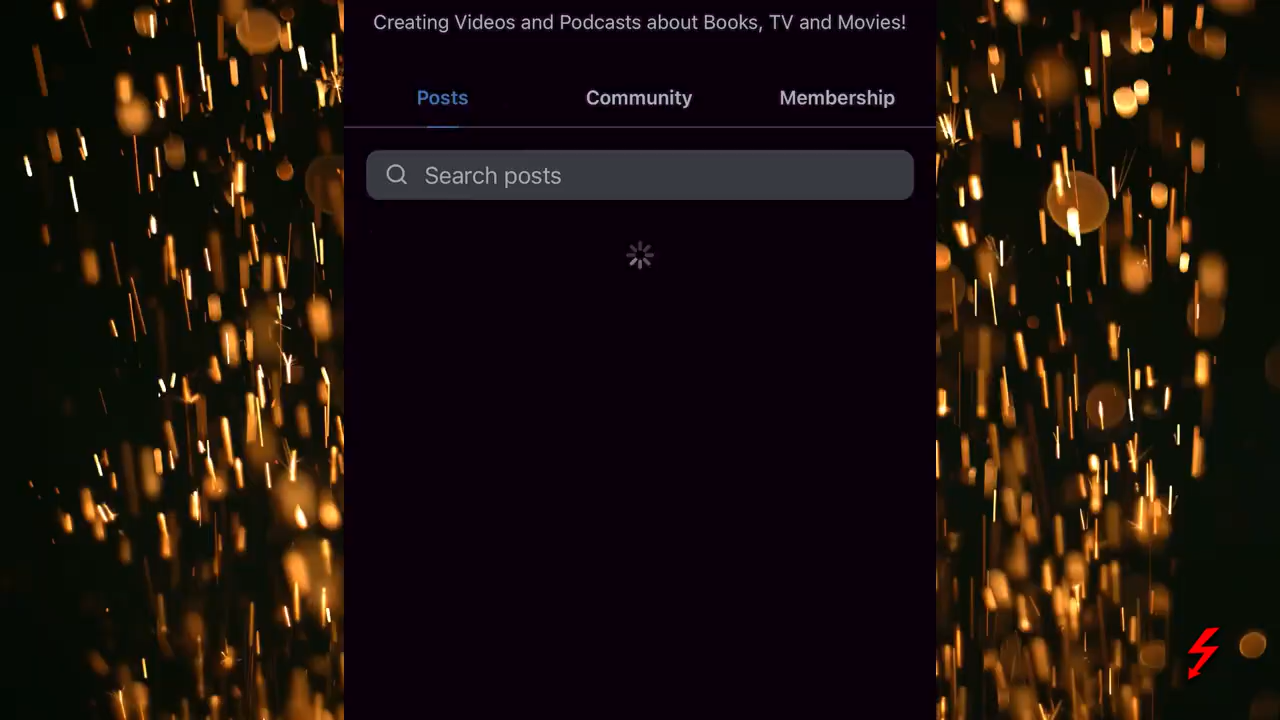 Creating Videos and Podcasts about Books, TV and Movies!
Posts
Community
Membership
Search posts